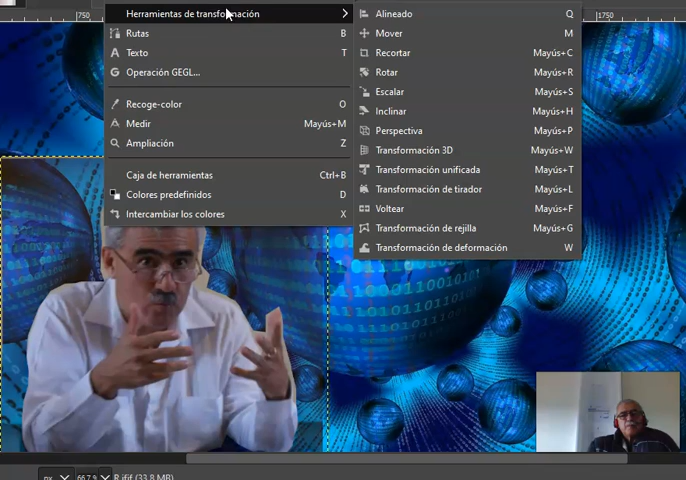 750
1750
Herramientas de transformación
Rutas B
Texto T
Operación GEGL...
Recoge-color O
Medir Mayús+M
Ampliación Z
Caja de herramientas Ctrl+B
Colores predefinidos D
Intercambiar los colores X
Alineado Q
Mover M
Recortar Mayús+C
Rotar Mayús+R
Escalar Mayús+S
Inclinar Mayús+H
Perspectiva Mayús+P
Transformación 3D Mayús+W
Transformación unificada Mayús+T
Transformación de tirador Mayús+L
Voltear Mayús+F
Transformación de rejilla Mayús+G
Transformación de deformación W
px 66,7 % R.jfif (33.8 MB)